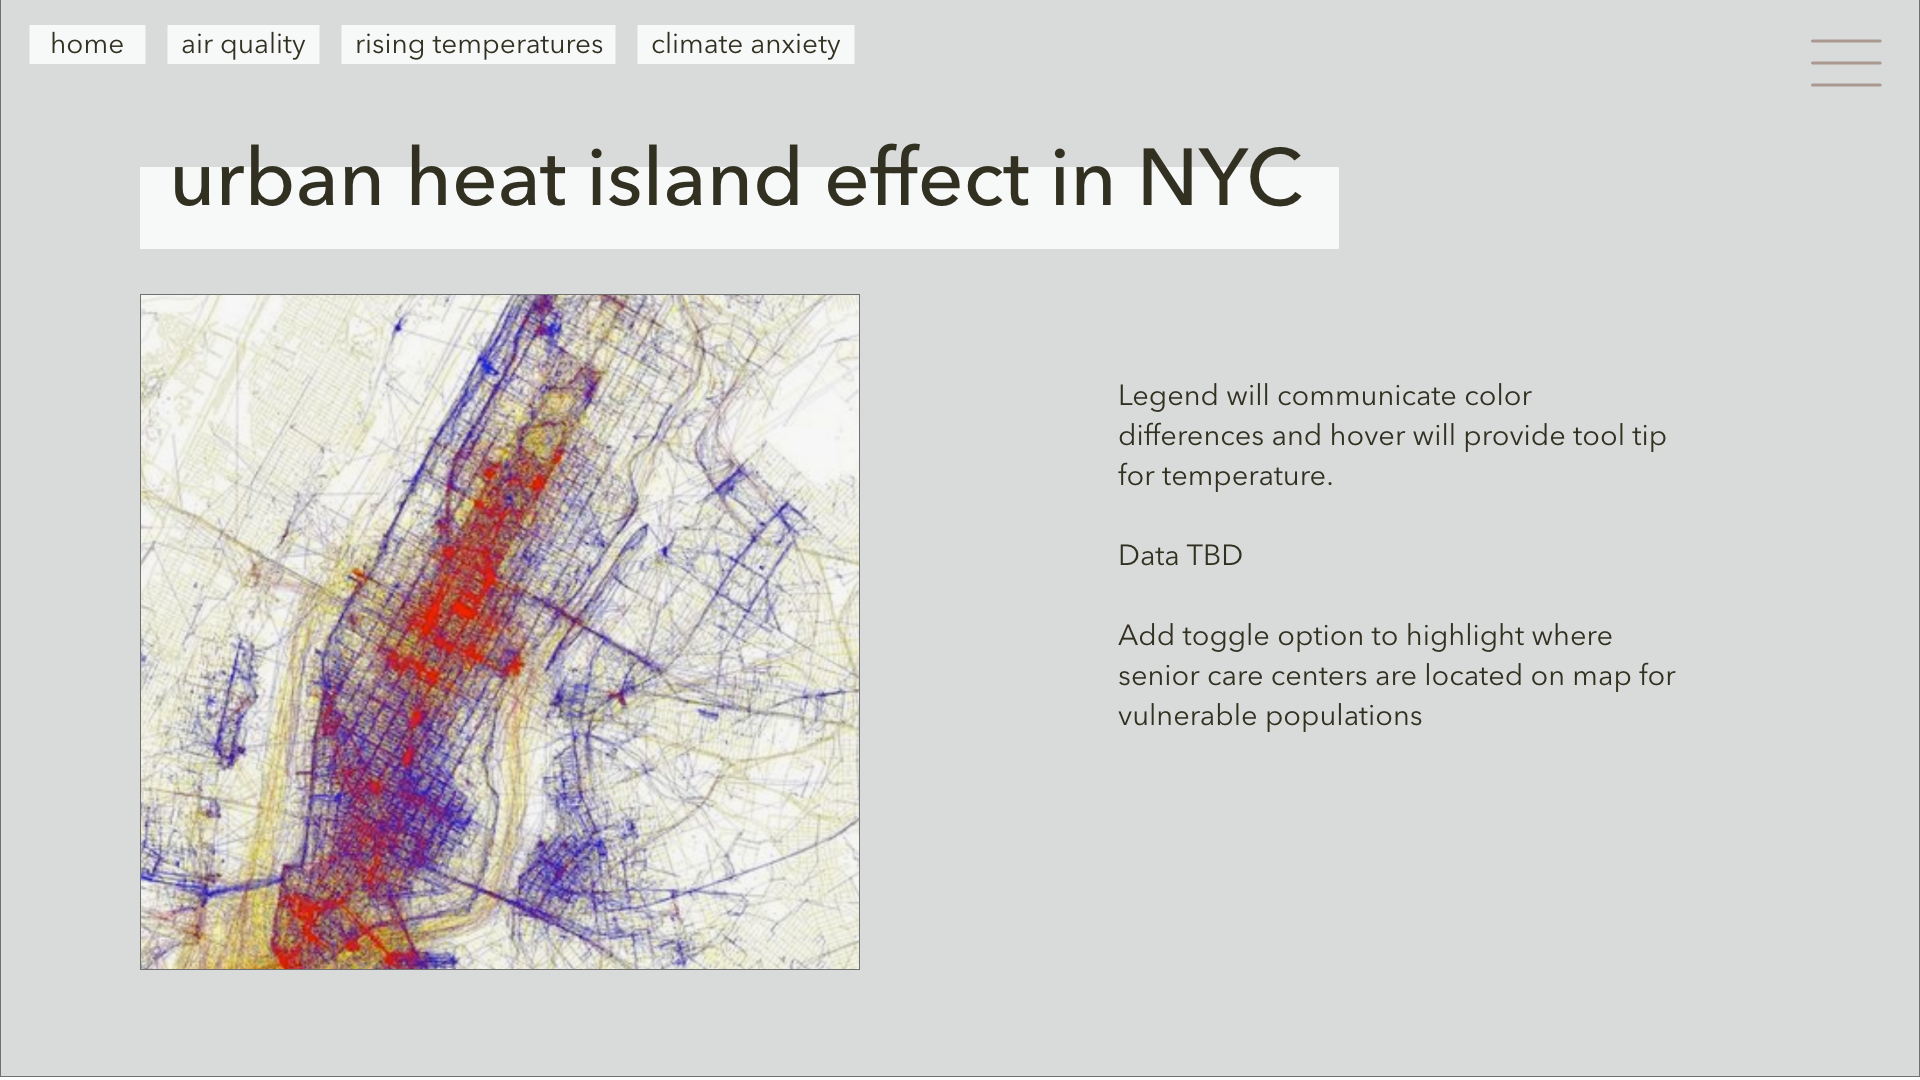 home
air quality
rising temperatures
climate anxiety
urban heat island effect in NYC
Legend will communicate color
differences and hover will provide tool tip
for temperature.
Data TBD
Add toggle option to highlight where
senior care centers are located on map for
vulnerable populations